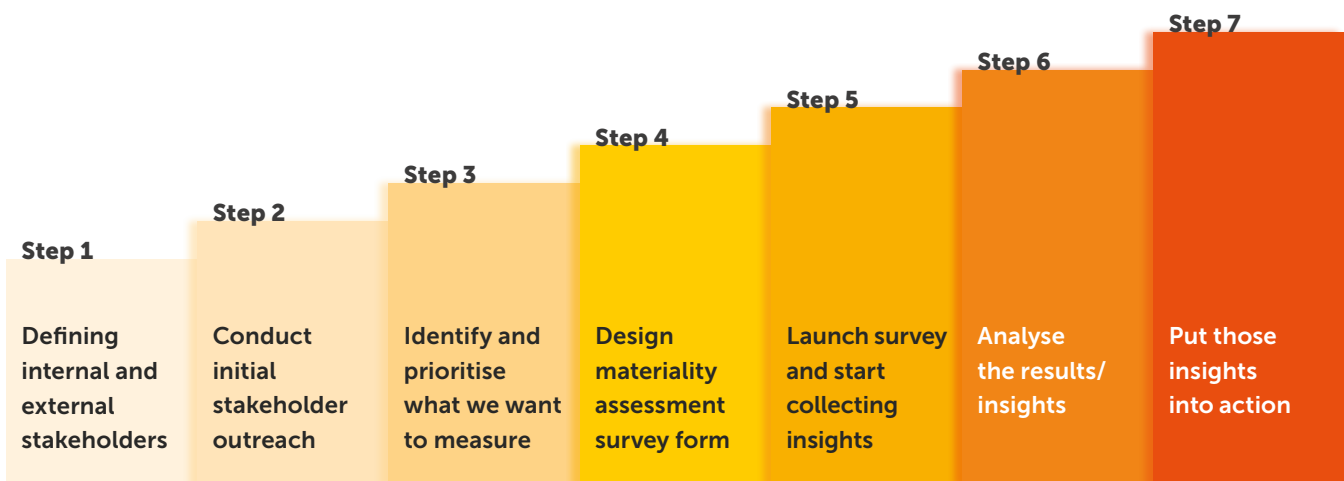 Step 1
Defining
internal and
external
stakeholders
Step 2
Conduct
initial
stakeholder
outreach
Step 3
Identify and
prioritise
what we want
to measure
Step 4
Design
materiality
assessment
survey form
Step 5
Launch survey
and start
collecting
insights
Step 6
Analyse
the results/
insights
Step 7
Put those
insights
into action